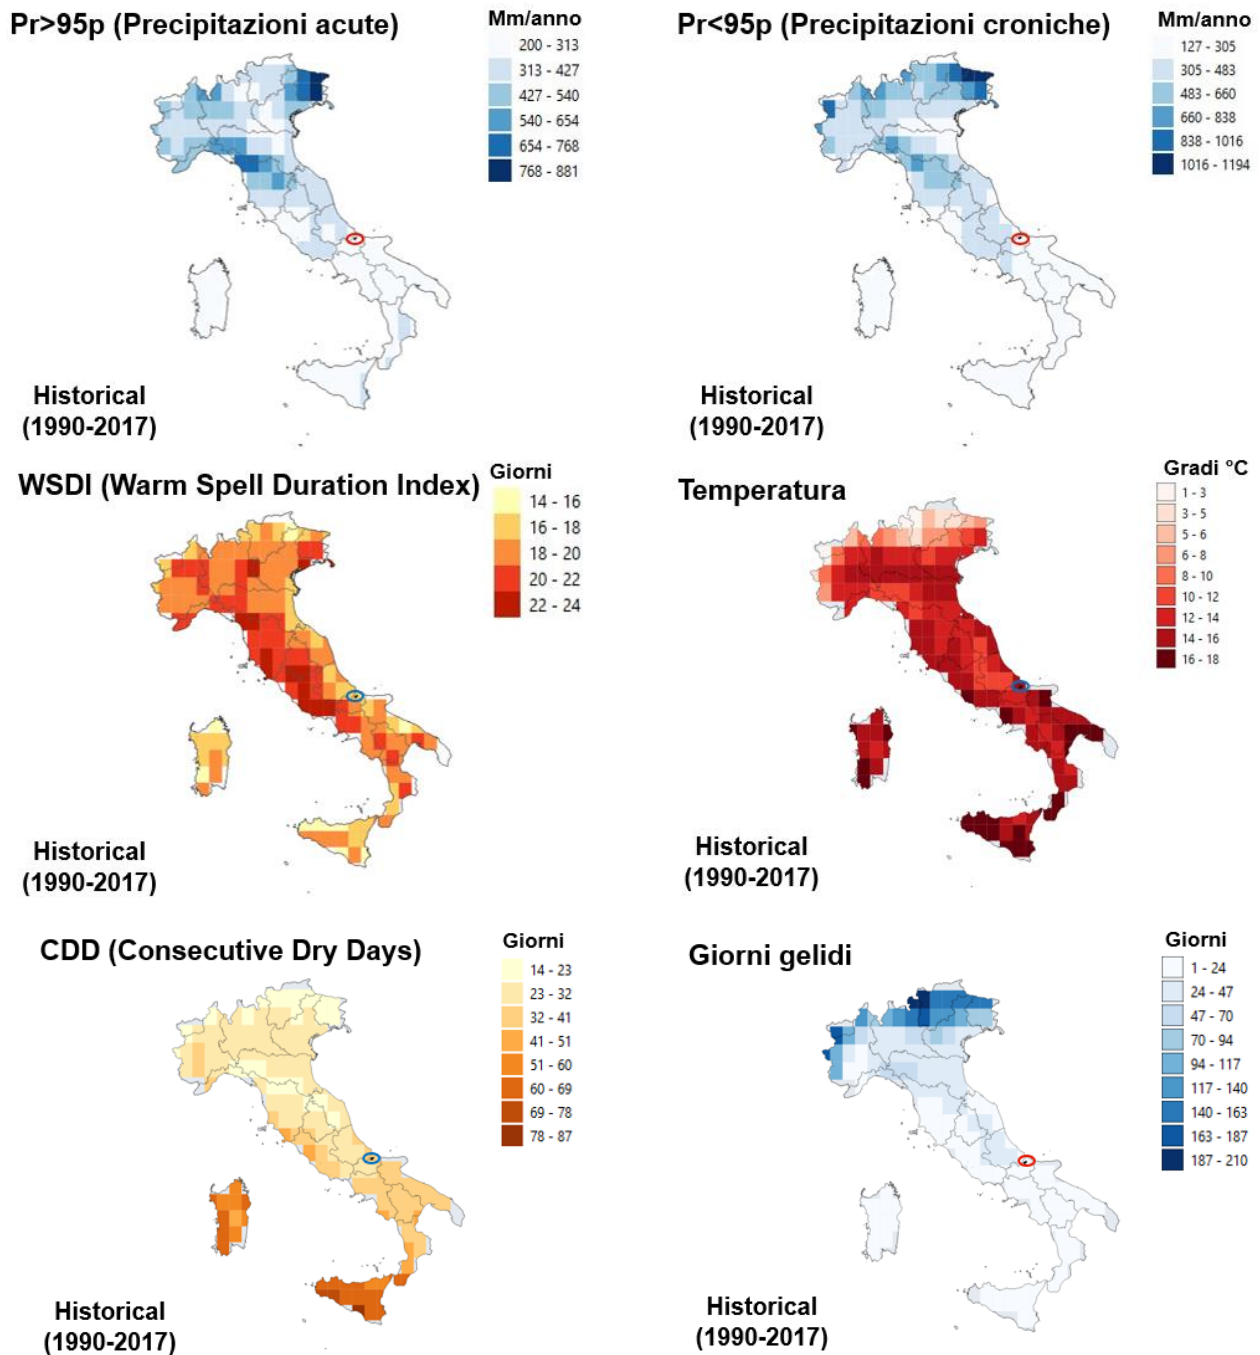 Pr>95p (Precipitazioni acute)
Mm/anno
200 - 313
313 - 427
427 - 540
540 - 654
654 - 768
768 - 881
Historical
(1990-2017)
Pr<95p (Precipitazioni croniche)
Mm/anno
127 - 305
305 - 483
483 - 660
660 - 838
838 - 1016
1016 - 1194
Historical
(1990-2017)
WSDI (Warm Spell Duration Index)
Giorni
14 - 16
16 - 18
18 - 20
20 - 22
22 - 24
Historical
(1990-2017)
Temperatura
Gradi °C
1 - 3
3 - 5
5 - 6
6 - 8
8 - 10
10 - 12
12 - 14
14 - 16
16 - 18
Historical
(1990-2017)
CDD (Consecutive Dry Days)
Giorni
14 - 23
23 - 32
32 - 41
41 - 51
51 - 60
60 - 69
69 - 78
78 - 87
Historical
(1990-2017)
Giorni gelidi
Giorni
1 - 24
24 - 47
47 - 70
70 - 94
94 - 117
117 - 140
140 - 163
163 - 187
187 - 210
Historical
(1990-2017)